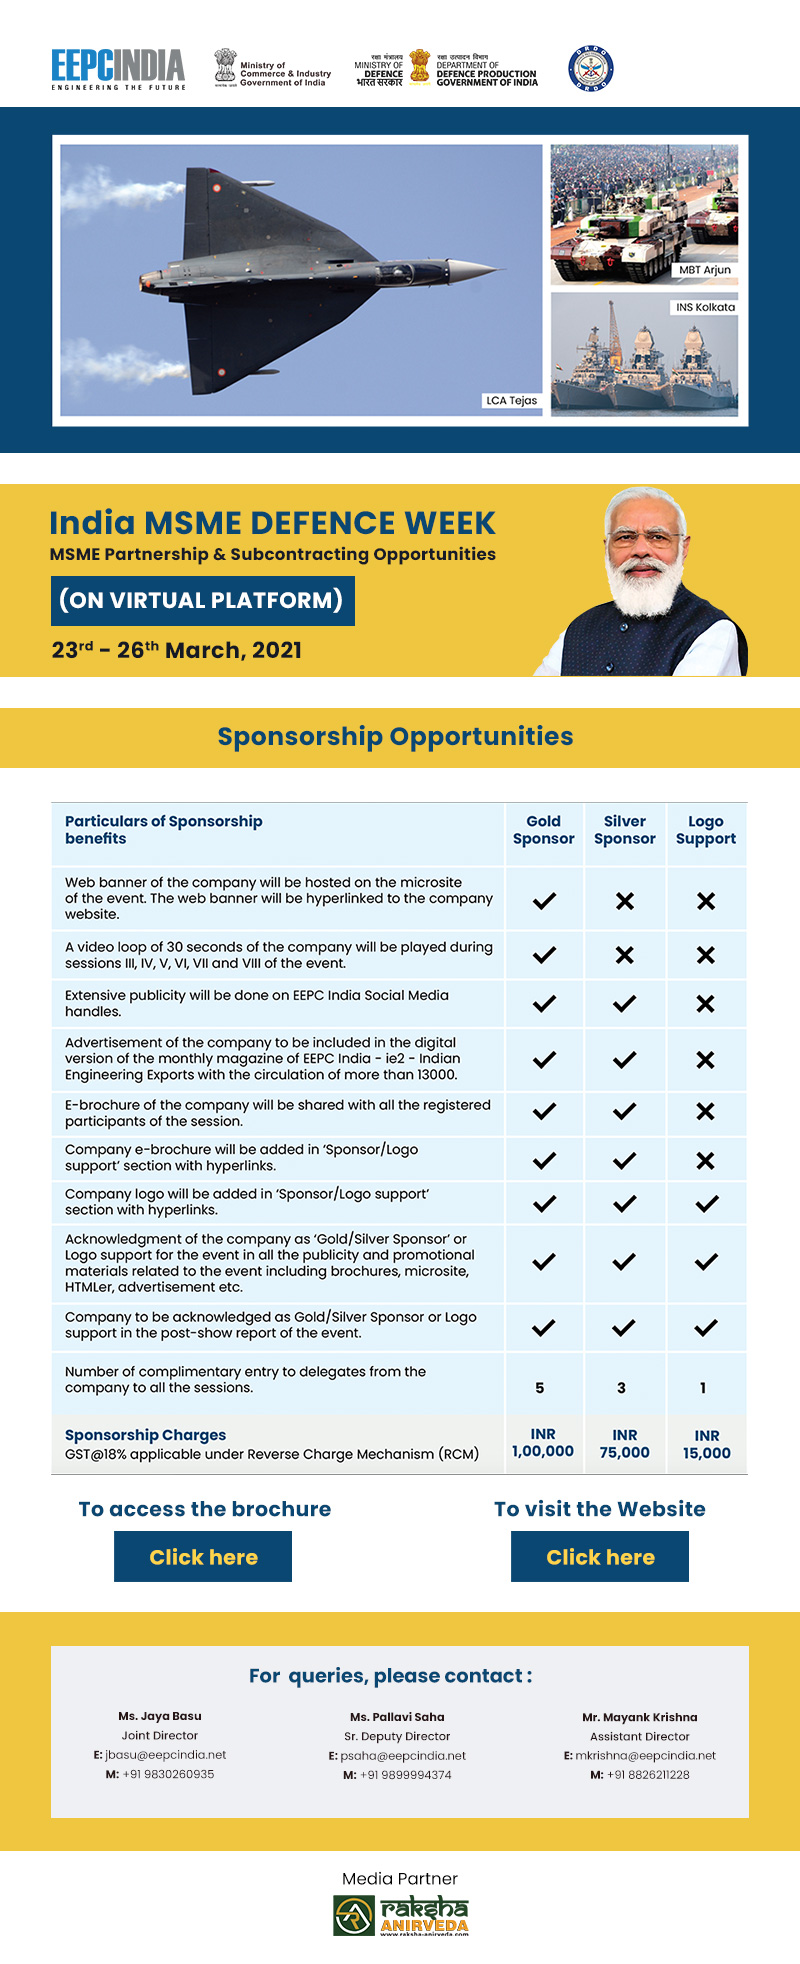 EEPCINDIA
ENGINEERING THE FUTURE
Ministry of
Commerce & Industry
Government of India
रक्षा मंत्रालय
MINISTRY OF
DEFENCE
भारत सरकार
रक्षा उत्पादन विभाग
DEPARTMENT OF
DEFENCE PRODUCTION
GOVERNMENT OF INDIA
DRDO
DRDO
MBT Arjun
INS Kolkata
LCA Tejas
India MSME DEFENCE WEEK
MSME Partnership & Subcontracting Opportunities
(ON VIRTUAL PLATFORM)
23rd - 26th March, 2021
Sponsorship Opportunities
Particulars of Sponsorship
benefits
Gold
Sponsor
Silver
Sponsor
Logo
Support
Web banner of the company will be hosted on the microsite
of the event. The web banner will be hyperlinked to the company
website.
A video loop of 30 seconds of the company will be played during
sessions III, IV, V, VI, VII and VIII of the event.
Extensive publicity will be done on EEPC India Social Media
handles.
Advertisement of the company to be included in the digital
version of the monthly magazine of EEPC India - ie2 - Indian
Engineering Exports with the circulation of more than 13000.
E-brochure of the company will be shared with all the registered
participants of the session.
Company e-brochure will be added in ‘Sponsor/Logo
support’ section with hyperlinks.
Company logo will be added in ‘Sponsor/Logo support’
section with hyperlinks.
Acknowledgment of the company as ‘Gold/Silver Sponsor’ or
Logo support for the event in all the publicity and promotional
materials related to the event including brochures, microsite,
HTMLer, advertisement etc.
Company to be acknowledged as Gold/Silver Sponsor or Logo
support in the post-show report of the event.
Number of complimentary entry to delegates from the
company to all the sessions.
5 3 1
Sponsorship Charges
GST@18% applicable under Reverse Charge Mechanism (RCM)
INR
1,00,000
INR
75,000
INR
15,000
To access the brochure
Click here
To visit the Website
Click here
For queries, please contact :
Ms. Jaya Basu
Joint Director
E: jbasu@eepcindia.net
M: +91 9830260935
Ms. Pallavi Saha
Sr. Deputy Director
E: psaha@eepcindia.net
M: +91 9899994374
Mr. Mayank Krishna
Assistant Director
E: mkrishna@eepcindia.net
M: +91 8826211228
Media Partner
raksha
ANIRVEDA
www.raksha-anirveda.com